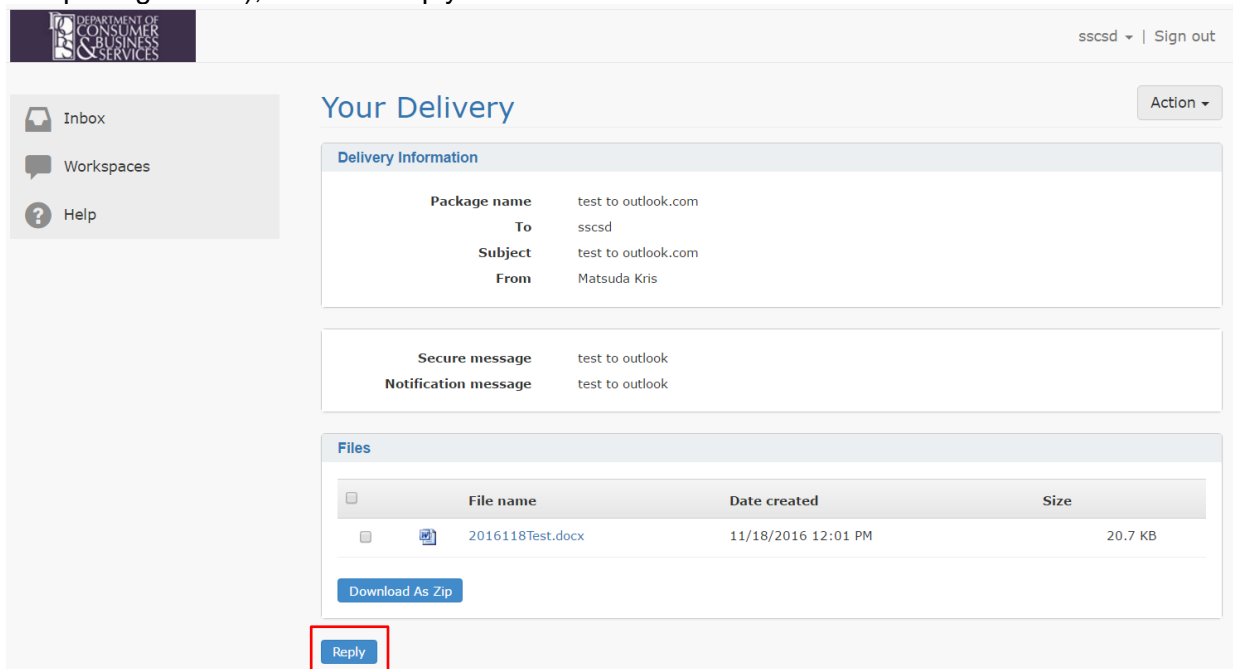 DEPARTMENT OF
CONSUMER
& BUSINESS
SERVICES
sscsd | Sign out
Inbox
Workspaces
Help
Your Delivery
Action
Delivery Information
Package name test to outlook.com
To sscsd
Subject test to outlook.com
From Matsuda Kris
Secure message test to outlook
Notification message test to outlook
Files
File name Date created Size
2016118Test.docx 11/18/2016 12:01 PM 20.7 KB
Download As Zip
Reply